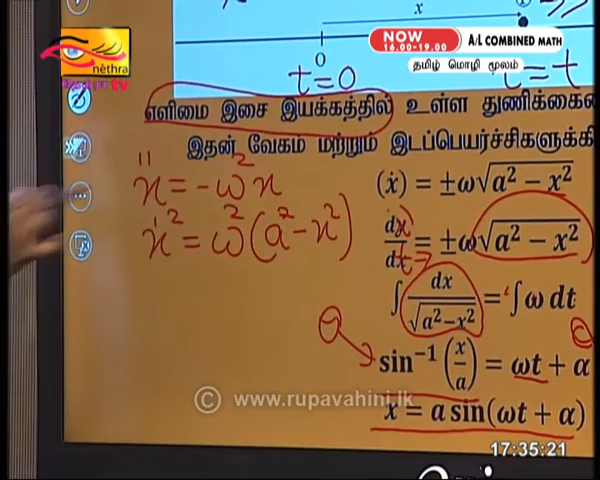 x
NOW
16.00-19.00
A/L COMBINED MATH
தமிழ் மொழி மூலம்
nēthra
TV
0
t=0
t=t
எளிமை இசை இயக்கத்தில் உள்ள துணிக்கை
இதன் வேகம் மற்றும் இடப்பெயர்ச்சிகளுக்கி
ẍ = -ω²x
(ẋ) = ±ω√(a² − x²)
ẋ² = ω²(a² - x²)
dx/dt = ±ω√(a² − x²)
∫ dx/√(a²−x²) = ∫ω dt
sin⁻¹(x/a) = ωt + α
x = a sin(ωt + α)
© www.rupavahini.lk
17:35:21